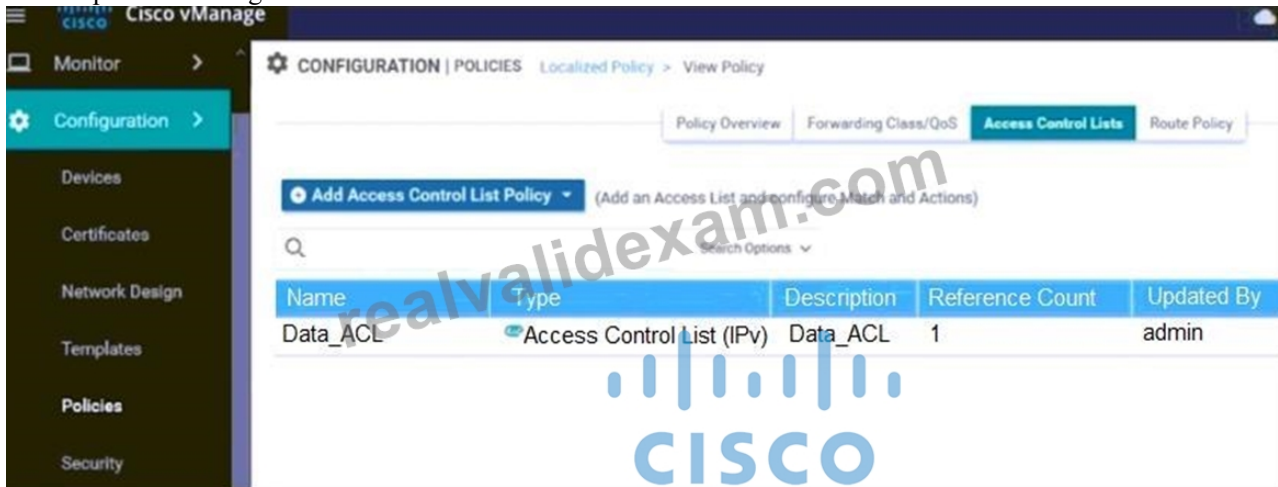 CISCO Cisco vManage
Monitor
CONFIGURATION | POLICIES Localized Policy > View Policy
Configuration
Policy Overview Forwarding Class/QoS Access Control Lists Route Policy
Devices
Add Access Control List Policy (Add an Access List and configure Match and Actions)
Certificates
Search Options
Network Design
Name Type Description Reference Count Updated By
Data_ACL Access Control List (IPv) Data_ACL 1 admin
Templates
Policies
Security
CISCO
realvalidexam.com